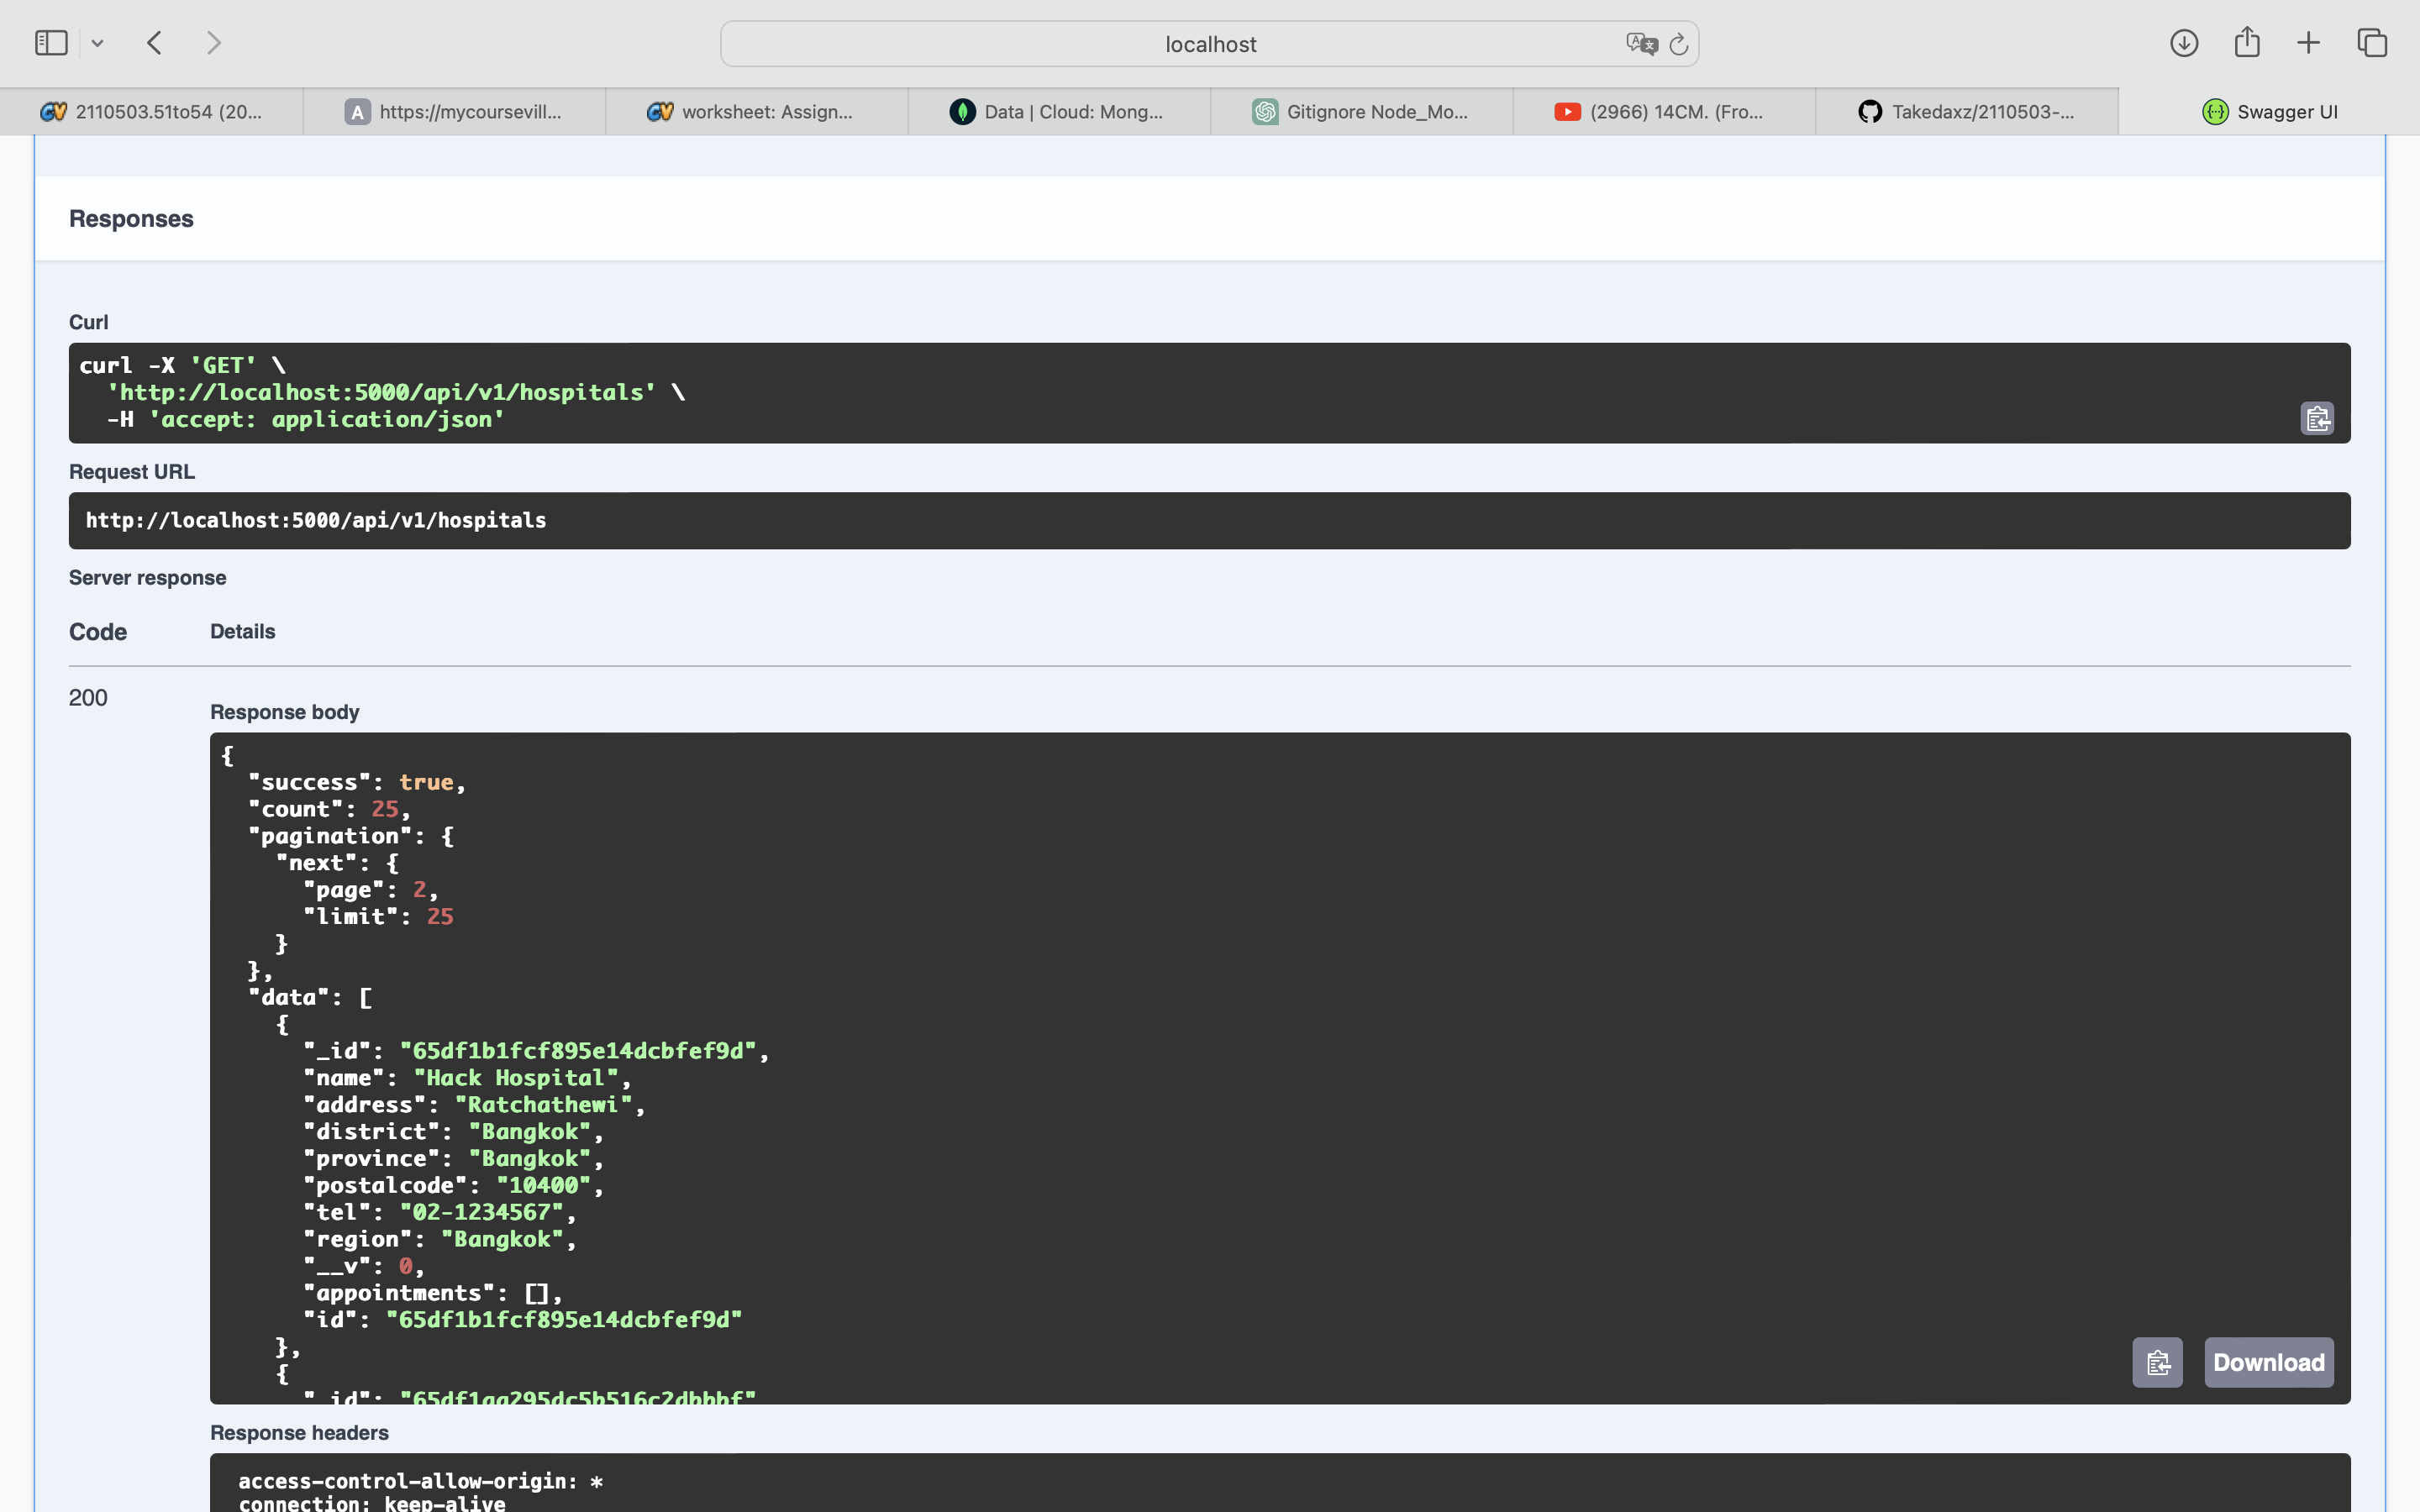 localhost
2110503.51to54 (20...
A https://mycoursevill...
worksheet: Assign...
Data | Cloud: Mong...
Gitignore Node_Mo...
(2966) 14CM. (Fro...
Takedaxz/2110503-...
{··} Swagger UI
Responses
Curl
curl -X 'GET' \
  'http://localhost:5000/api/v1/hospitals' \
  -H 'accept: application/json'
Request URL
http://localhost:5000/api/v1/hospitals
Server response
Code Details
200
Response body
{
  "success": true,
  "count": 25,
  "pagination": {
    "next": {
      "page": 2,
      "limit": 25
    }
  },
  "data": [
    {
      "_id": "65df1b1fcf895e14dcbfef9d",
      "name": "Hack Hospital",
      "address": "Ratchathewi",
      "district": "Bangkok",
      "province": "Bangkok",
      "postalcode": "10400",
      "tel": "02-1234567",
      "region": "Bangkok",
      "__v": 0,
      "appointments": [],
      "id": "65df1b1fcf895e14dcbfef9d"
    },
    {
      "_id": "65df1aa295dc5b516c2dbbbf"
Download
Response headers
access-control-allow-origin: *
connection: keep-alive